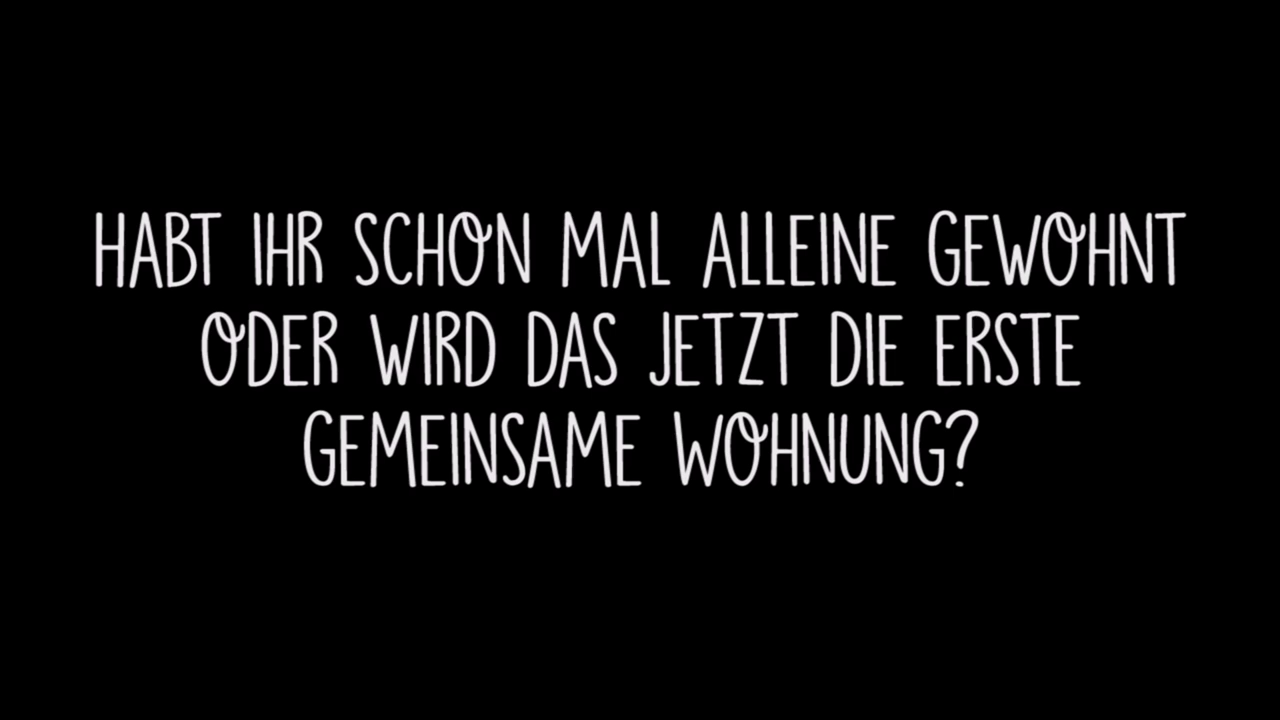 HABT IHR SCHON MAL ALLEINE GEWOHNT
ODER WIRD DAS JETZT DIE ERSTE
GEMEINSAME WOHNUNG?